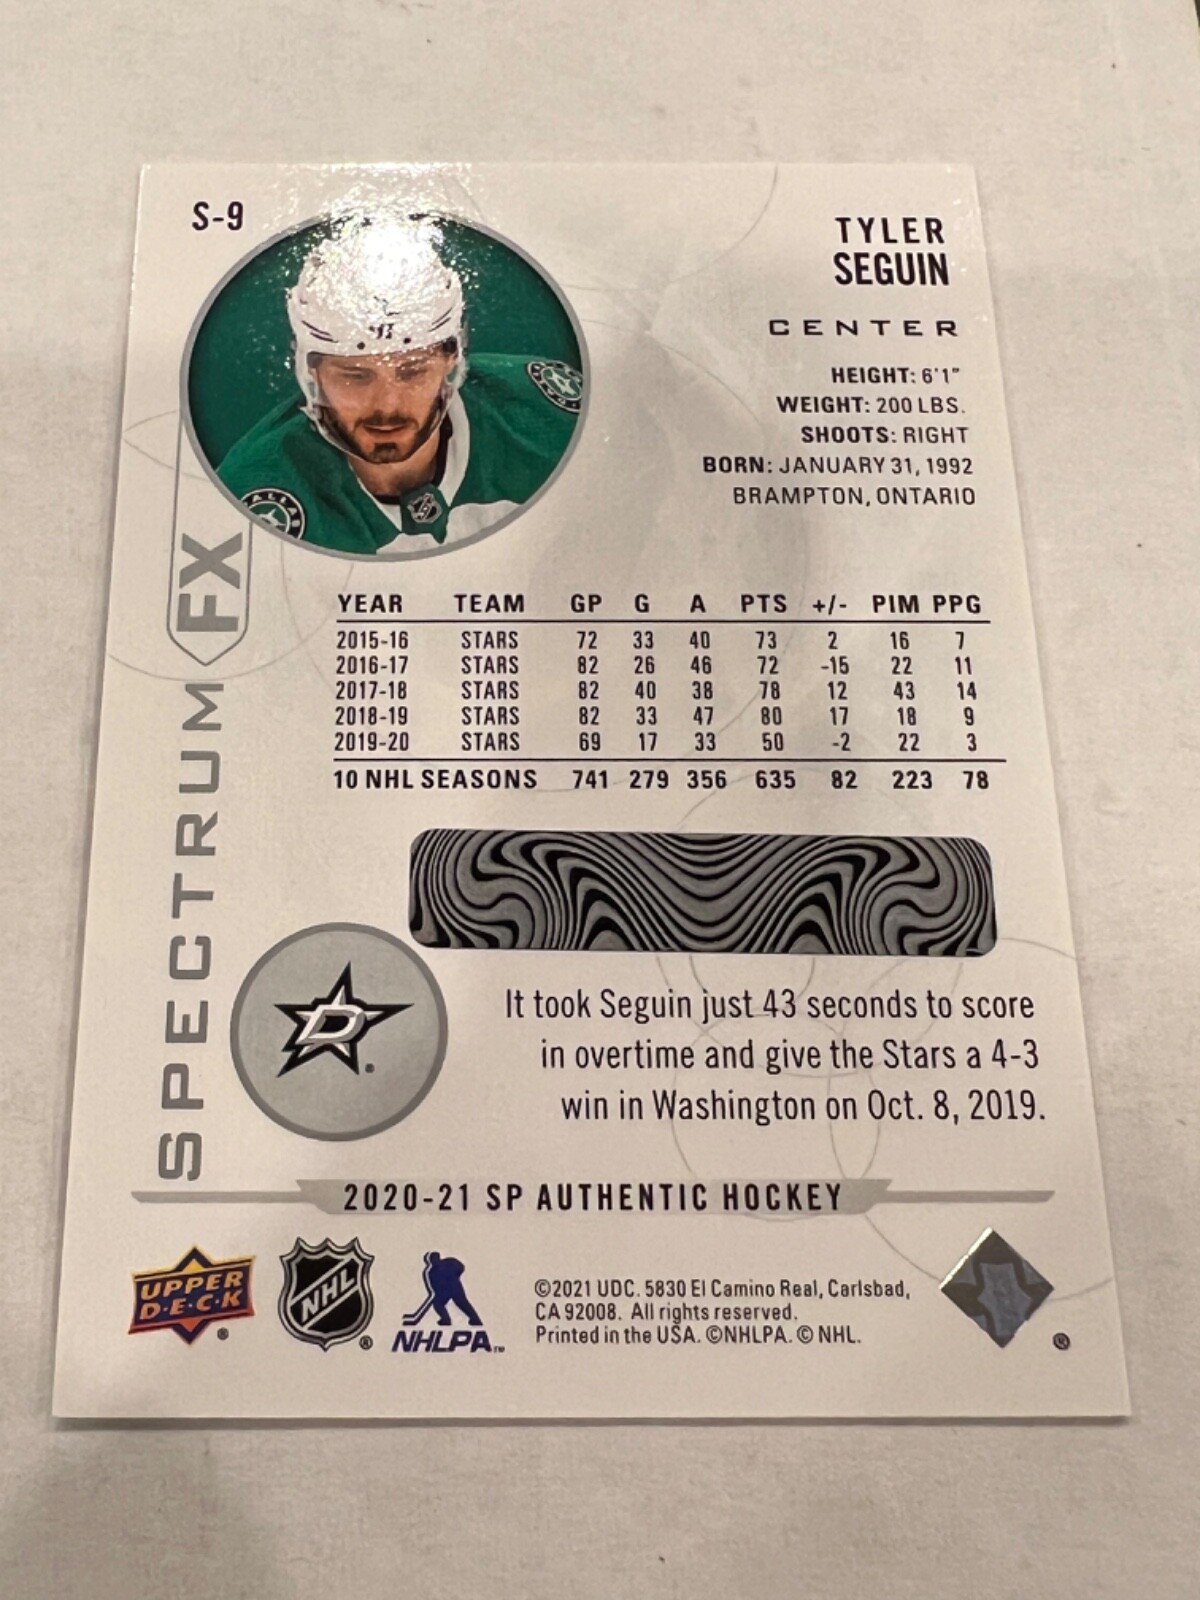 S-9
TYLER
SEGUIN
CENTER
HEIGHT: 6'1"
WEIGHT: 200 LBS.
SHOOTS: RIGHT
BORN: JANUARY 31, 1992
BRAMPTON, ONTARIO
DALLAS
SPECTRUM FX
YEAR TEAM GP G A PTS +/- PIM PPG
2015-16 STARS 72 33 40 73 2 16 7
2016-17 STARS 82 26 46 72 -15 22 11
2017-18 STARS 82 40 38 78 12 43 14
2018-19 STARS 82 33 47 80 17 18 9
2019-20 STARS 69 17 33 50 -2 22 3
10 NHL SEASONS 741 279 356 635 82 223 78
D ®
It took Seguin just 43 seconds to score
in overtime and give the Stars a 4-3
win in Washington on Oct. 8, 2019.
2020-21 SP AUTHENTIC HOCKEY
UPPER
D·E·C·K ®
NHL ®
NHLPA™
©2021 UDC. 5830 El Camino Real, Carlsbad,
CA 92008. All rights reserved.
Printed in the USA. ©NHLPA. © NHL.
®